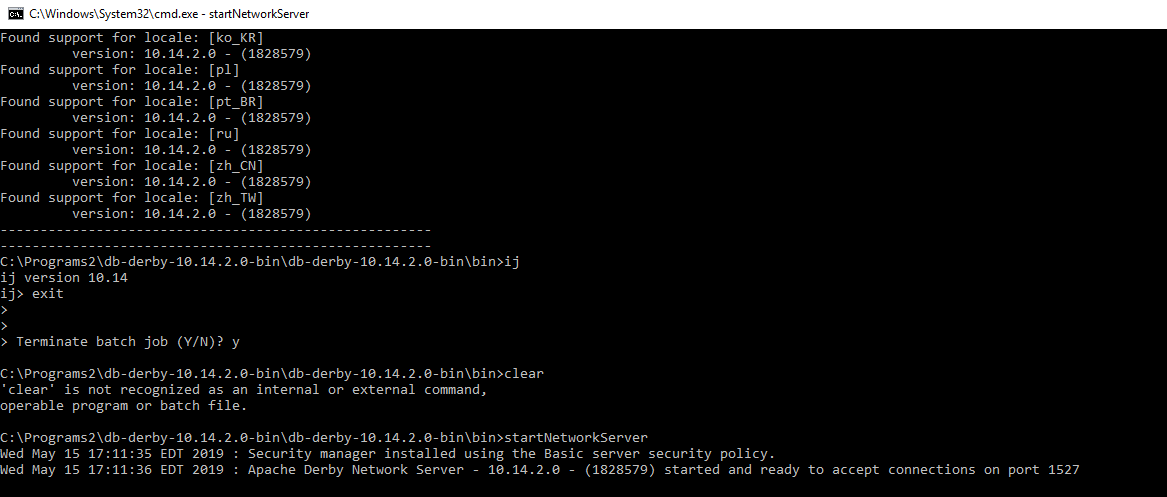 C:\Windows\System32\cmd.exe - startNetworkServer
Found support for locale: [ko_KR]
         version: 10.14.2.0 - (1828579)
Found support for locale: [pl]
         version: 10.14.2.0 - (1828579)
Found support for locale: [pt_BR]
         version: 10.14.2.0 - (1828579)
Found support for locale: [ru]
         version: 10.14.2.0 - (1828579)
Found support for locale: [zh_CN]
         version: 10.14.2.0 - (1828579)
Found support for locale: [zh_TW]
         version: 10.14.2.0 - (1828579)
------------------------------------------------------
------------------------------------------------------
C:\Programs2\db-derby-10.14.2.0-bin\db-derby-10.14.2.0-bin\bin>ij
ij version 10.14
ij> exit
>
>
> Terminate batch job (Y/N)? y
C:\Programs2\db-derby-10.14.2.0-bin\db-derby-10.14.2.0-bin\bin>clear
'clear' is not recognized as an internal or external command,
operable program or batch file.
C:\Programs2\db-derby-10.14.2.0-bin\db-derby-10.14.2.0-bin\bin>startNetworkServer
Wed May 15 17:11:35 EDT 2019 : Security manager installed using the Basic server security policy.
Wed May 15 17:11:36 EDT 2019 : Apache Derby Network Server - 10.14.2.0 - (1828579) started and ready to accept connections on port 1527